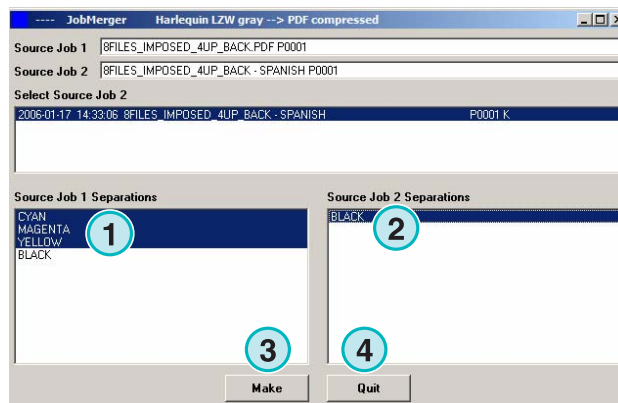 ---- JobMerger Harlequin LZW gray --> PDF compressed
Source Job 1 8FILES_IMPOSED_4UP_BACK.PDF P0001
Source Job 2 8FILES_IMPOSED_4UP_BACK - SPANISH P0001
Select Source Job 2
2006-01-17 14:33:06 8FILES_IMPOSED_4UP_BACK - SPANISH P0001 K
Source Job 1 Separations Source Job 2 Separations
CYAN BLACK
MAGENTA 1 2
YELLOW
BLACK
3 4
Make Quit